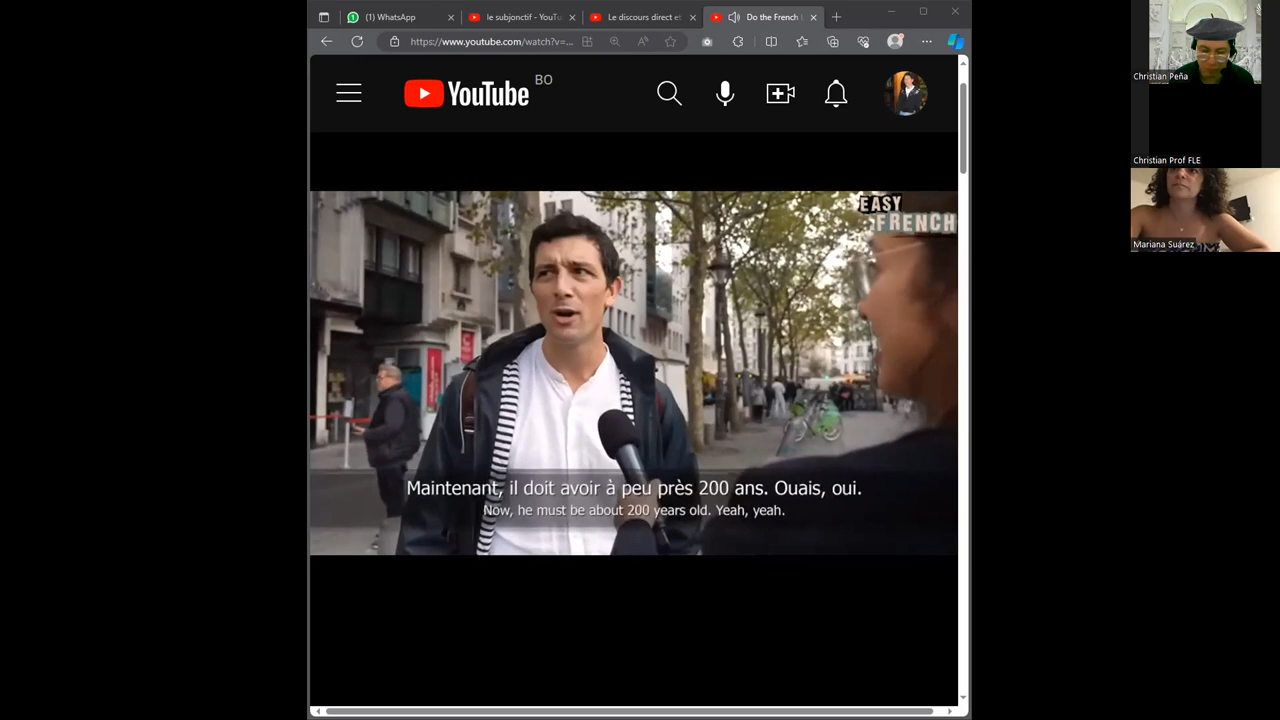 (1) WhatsApp
le subjonctif - YouTu
Le discours direct et
Do the French
https://www.youtube.com/watch?v=...
YouTube
BO
EASY
FRENCH
Maintenant, il doit avoir à peu près 200 ans. Ouais, oui.
Now, he must be about 200 years old. Yeah, yeah.
Christian Peña
Christian Prof FLE
Mariana Suárez